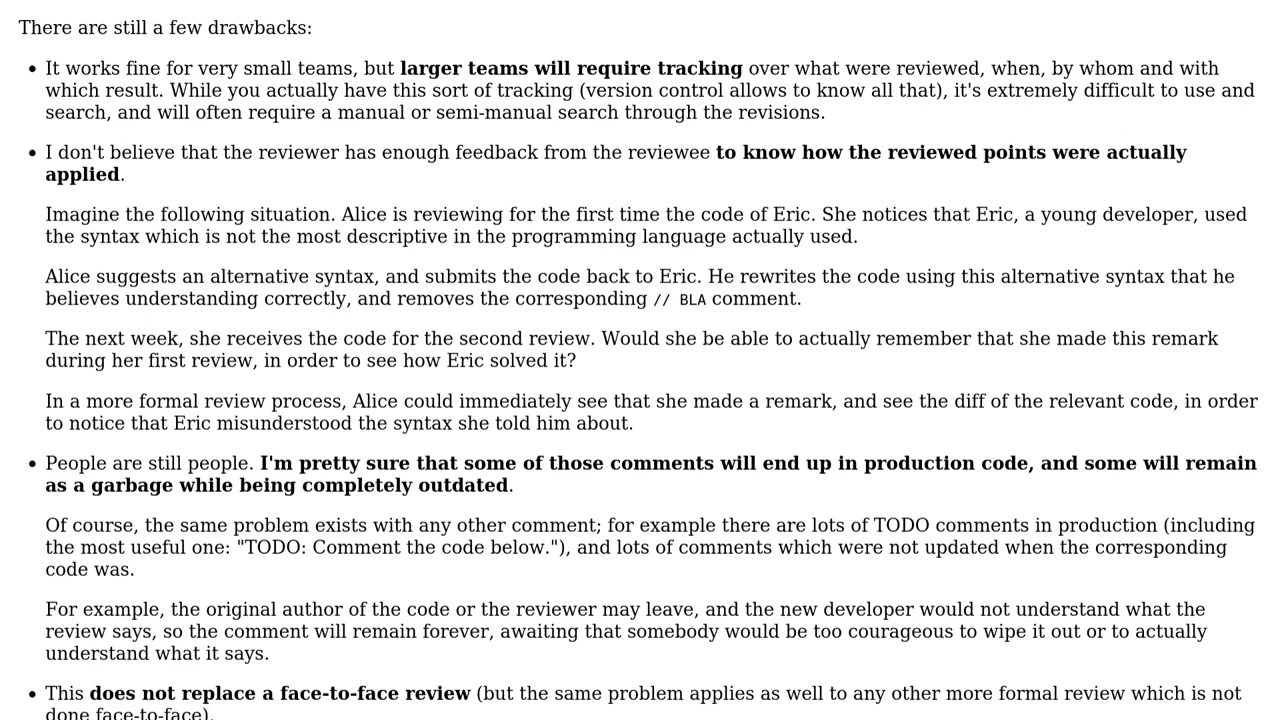 There are still a few drawbacks:
• It works fine for very small teams, but larger teams will require tracking over what were reviewed, when, by whom and with
which result. While you actually have this sort of tracking (version control allows to know all that), it's extremely difficult to use and
search, and will often require a manual or semi-manual search through the revisions.
• I don't believe that the reviewer has enough feedback from the reviewee to know how the reviewed points were actually
applied.
Imagine the following situation. Alice is reviewing for the first time the code of Eric. She notices that Eric, a young developer, used
the syntax which is not the most descriptive in the programming language actually used.
Alice suggests an alternative syntax, and submits the code back to Eric. He rewrites the code using this alternative syntax that he
believes understanding correctly, and removes the corresponding // BLA comment.
The next week, she receives the code for the second review. Would she be able to actually remember that she made this remark
during her first review, in order to see how Eric solved it?
In a more formal review process, Alice could immediately see that she made a remark, and see the diff of the relevant code, in order
to notice that Eric misunderstood the syntax she told him about.
• People are still people. I'm pretty sure that some of those comments will end up in production code, and some will remain
as a garbage while being completely outdated.
Of course, the same problem exists with any other comment; for example there are lots of TODO comments in production (including
the most useful one: "TODO: Comment the code below."), and lots of comments which were not updated when the corresponding
code was.
For example, the original author of the code or the reviewer may leave, and the new developer would not understand what the
review says, so the comment will remain forever, awaiting that somebody would be too courageous to wipe it out or to actually
understand what it says.
• This does not replace a face-to-face review (but the same problem applies as well to any other more formal review which is not
done face-to-face).